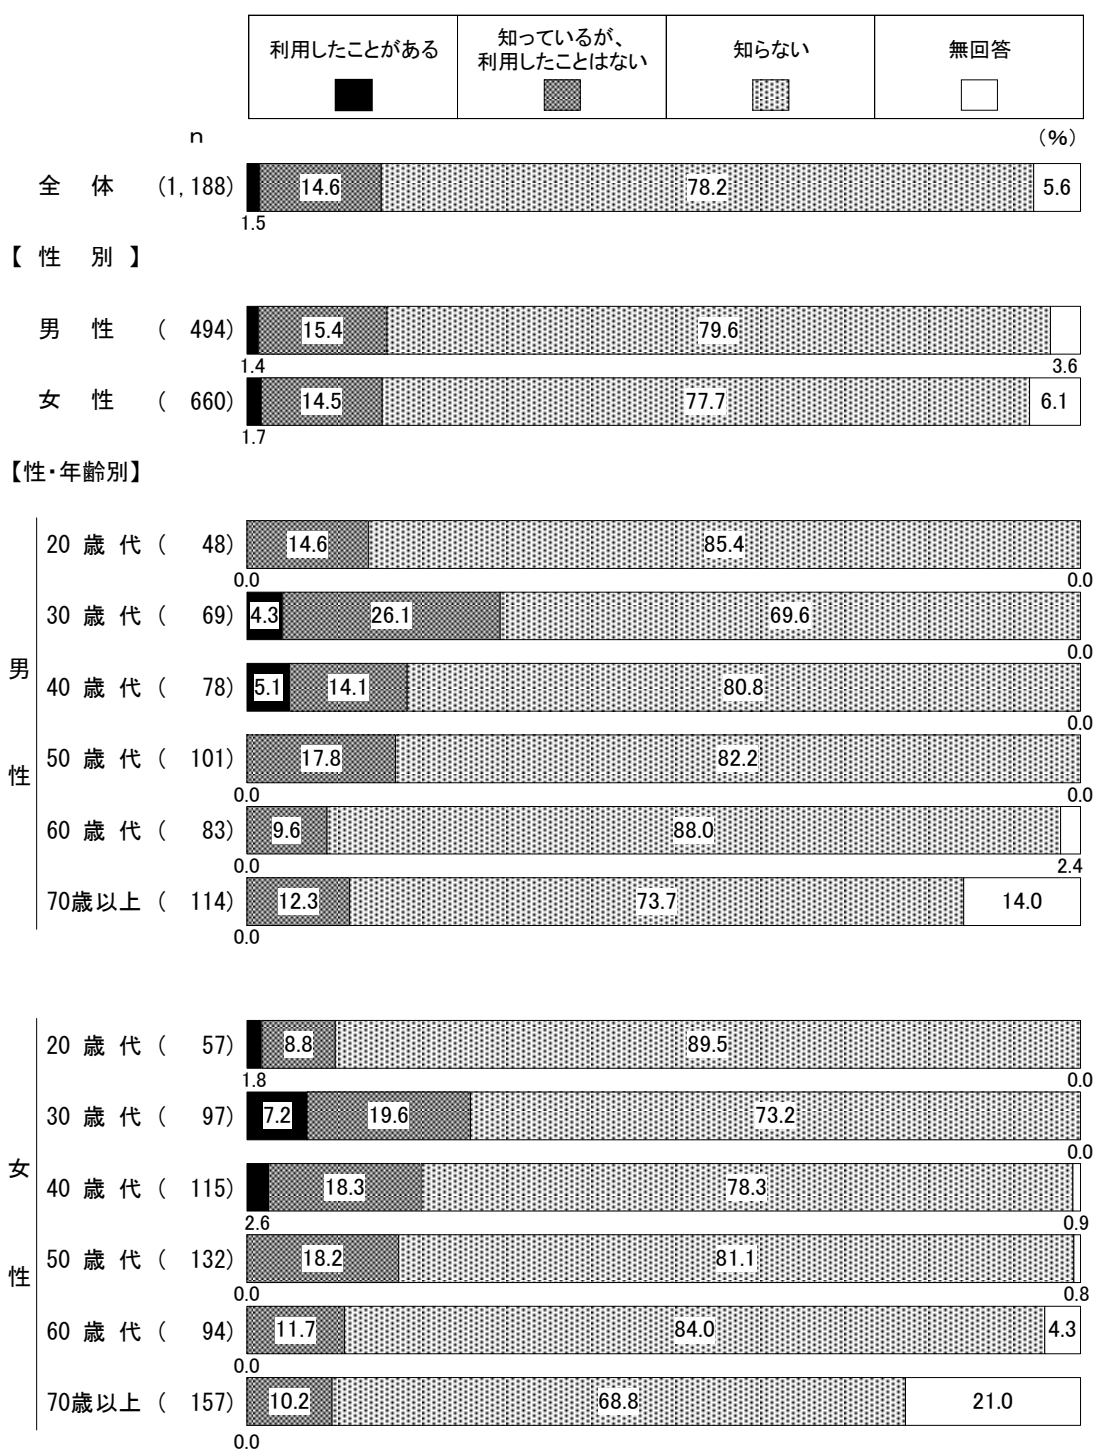 利用したことがある
知っているが、
利用したことはない
知らない
無回答
n
(%)
全 体 (1,188) 14.6 78.2 5.6
1.5
【 性 別 】
男 性 ( 494) 15.4 79.6
1.4 3.6
女 性 ( 660) 14.5 77.7 6.1
1.7
【性・年齢別】
男性
20 歳 代 ( 48) 14.6 85.4
0.0 0.0
30 歳 代 ( 69) 4.3 26.1 69.6
0.0
40 歳 代 ( 78) 5.1 14.1 80.8
0.0
50 歳 代 ( 101) 17.8 82.2
0.0 0.0
60 歳 代 ( 83) 9.6 88.0
0.0 2.4
70歳以上 ( 114) 12.3 73.7 14.0
0.0
女性
20 歳 代 ( 57) 8.8 89.5
1.8 0.0
30 歳 代 ( 97) 7.2 19.6 73.2
0.0
40 歳 代 ( 115) 18.3 78.3
2.6 0.9
50 歳 代 ( 132) 18.2 81.1
0.0 0.8
60 歳 代 ( 94) 11.7 84.0 4.3
0.0
70歳以上 ( 157) 10.2 68.8 21.0
0.0